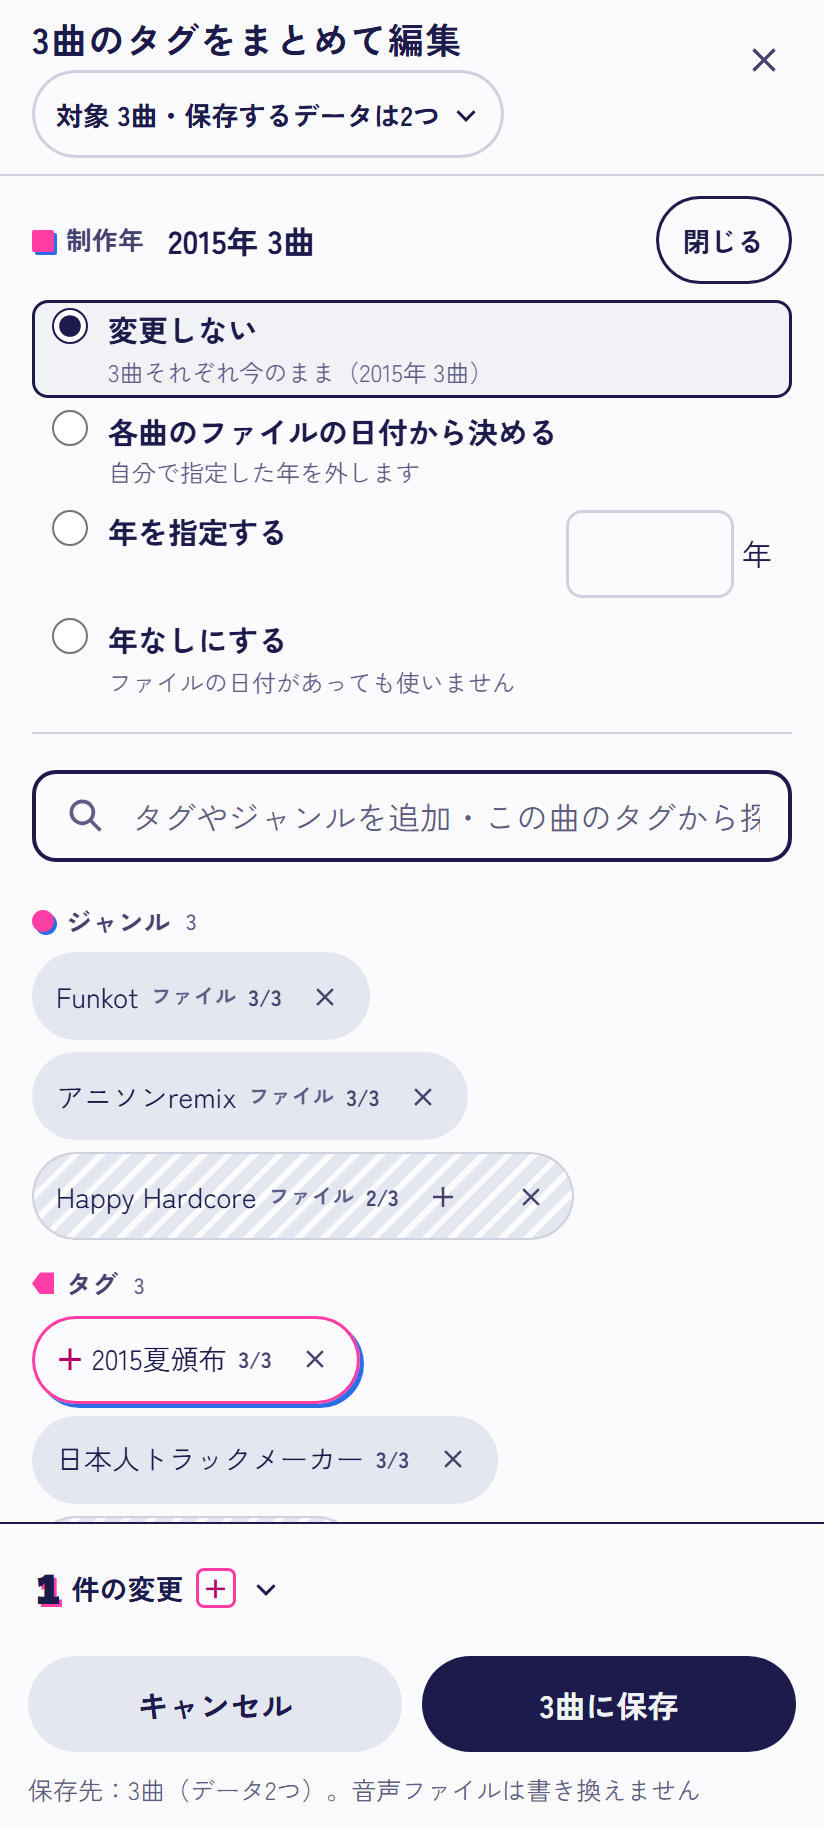 3曲のタグをまとめて編集
対象 3曲・保存するデータは2つ
制作年 2015年 3曲
閉じる
変更しない
3曲それぞれ今のまま（2015年 3曲）
各曲のファイルの日付から決める
自分で指定した年を外します
年を指定する
年
年なしにする
ファイルの日付があっても使いません
タグやジャンルを追加・この曲のタグから探
ジャンル 3
Funkot ファイル 3/3
アニソンremix ファイル 3/3
Happy Hardcore ファイル 2/3
タグ 3
2015夏頒布 3/3
日本人トラックメーカー 3/3
1 件の変更
キャンセル
3曲に保存
保存先：3曲（データ2つ）。音声ファイルは書き換えません